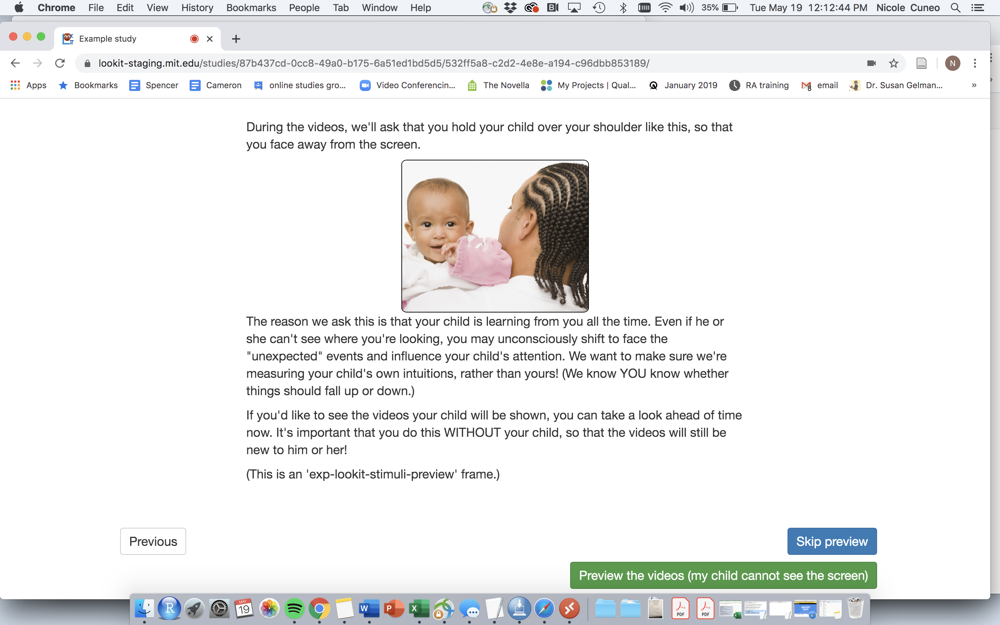 Chrome File Edit View History Bookmarks People Tab Window Help 35% Tue May 19 12:12:44 PM Nicole Cuneo
Example study
lookit-staging.mit.edu/studies/87b437cd-0cc8-49a0-b175-6a51ed1bd5d5/532ff5a8-c2d2-4e8e-a194-c96dbb853189/ N
Apps Bookmarks Spencer Cameron online studies gro... Video Conferencin... The Novella My Projects | Qual... January 2019 RA training 8 email Dr. Susan Gelman... »
During the videos, we'll ask that you hold your child over your shoulder like this, so that
you face away from the screen.
The reason we ask this is that your child is learning from you all the time. Even if he or
she can't see where you're looking, you may unconsciously shift to face the
"unexpected" events and influence your child's attention. We want to make sure we're
measuring your child's own intuitions, rather than yours! (We know YOU know whether
things should fall up or down.)
If you'd like to see the videos your child will be shown, you can take a look ahead of time
now. It's important that you do this WITHOUT your child, so that the videos will still be
new to him or her!
(This is an 'exp-lookit-stimuli-preview' frame.)
Previous
Skip preview
Preview the videos (my child cannot see the screen)
R MAY 19 W P X PDF PDF